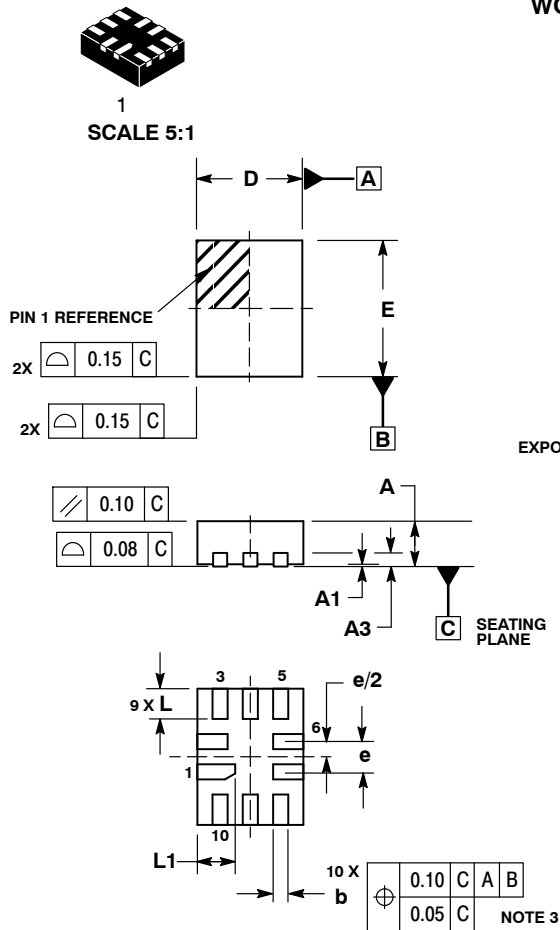 WQ
1
SCALE 5:1
D
A
PIN 1 REFERENCE
E
2X ⌓ 0.15 C
2X ⌓ 0.15 C
B
EXPO
A
// 0.10 C
⌓ 0.08 C
A1
A3
C
SEATING
PLANE
3
5
e/2
9 X L
6
e
1
10
L1
b
10 X ⌖ 0.10 C A B
0.05 C
NOTE 3